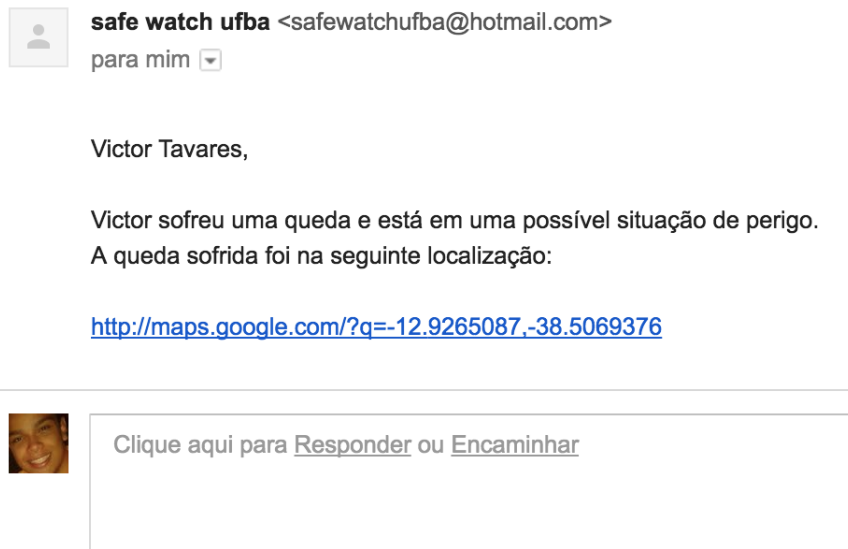 safe watch ufba <safewatchufba@hotmail.com>
para mim
Victor Tavares,
Victor sofreu uma queda e está em uma possível situação de perigo.
A queda sofrida foi na seguinte localização:
http://maps.google.com/?q=-12.9265087,-38.5069376
Clique aqui para Responder ou Encaminhar